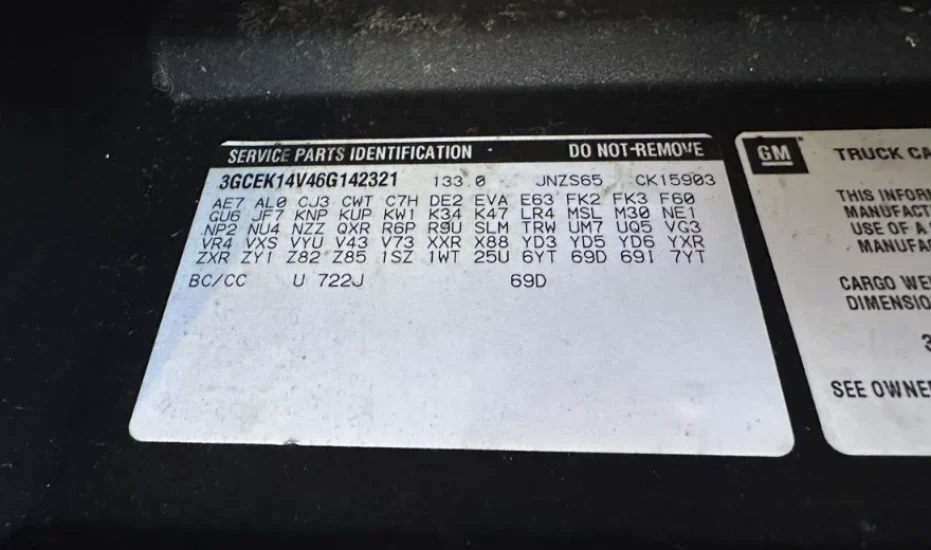 SERVICE PARTS IDENTIFICATION DO NOT-REMOVE
3GCEK14V46G142321 133.0 JNZS65 CK15903
AE7 AL0 CJ3 CWT C7H DE2 EVA E63 FK2 FK3 F60
GU6 JF7 KNP KUP KW1 K34 K47 LR4 MSL M30 NE1
NP2 NU4 NZZ QXR R6P R9U SLM TRW UM7 UQ5 VG3
VR4 VXS VYU V43 V73 XXR X88 YD3 YD5 YD6 YXR
ZXR ZY1 Z82 Z85 1SZ 1WT 25U 6YT 69D 69I 7YT
BC/CC U 722J 69D
GM TRUCK CA
THIS INFOR
MANUFACT
USE OF A
MANUFA
CARGO WE
DIMENSIO
3
SEE OWNE